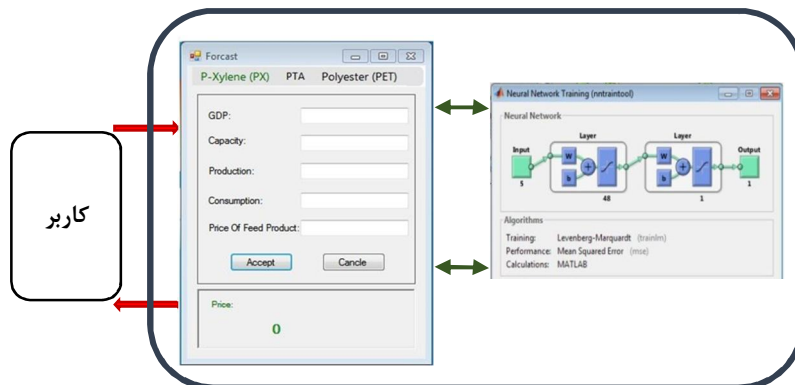 کاربر
Forcast
P-Xylene (PX) PTA Polyester (PET)
GDP:
Capacity:
Production:
Consumption:
Price Of Feed Product:
Accept Cancle
Price:
0
Neural Network Training (nntraintool)
Neural Network
Layer Layer
Input Output
W W
b b
5 1
48 1
Algorithms
Training: Levenberg-Marquardt (trainlm)
Performance: Mean Squared Error (mse)
Calculations: MATLAB